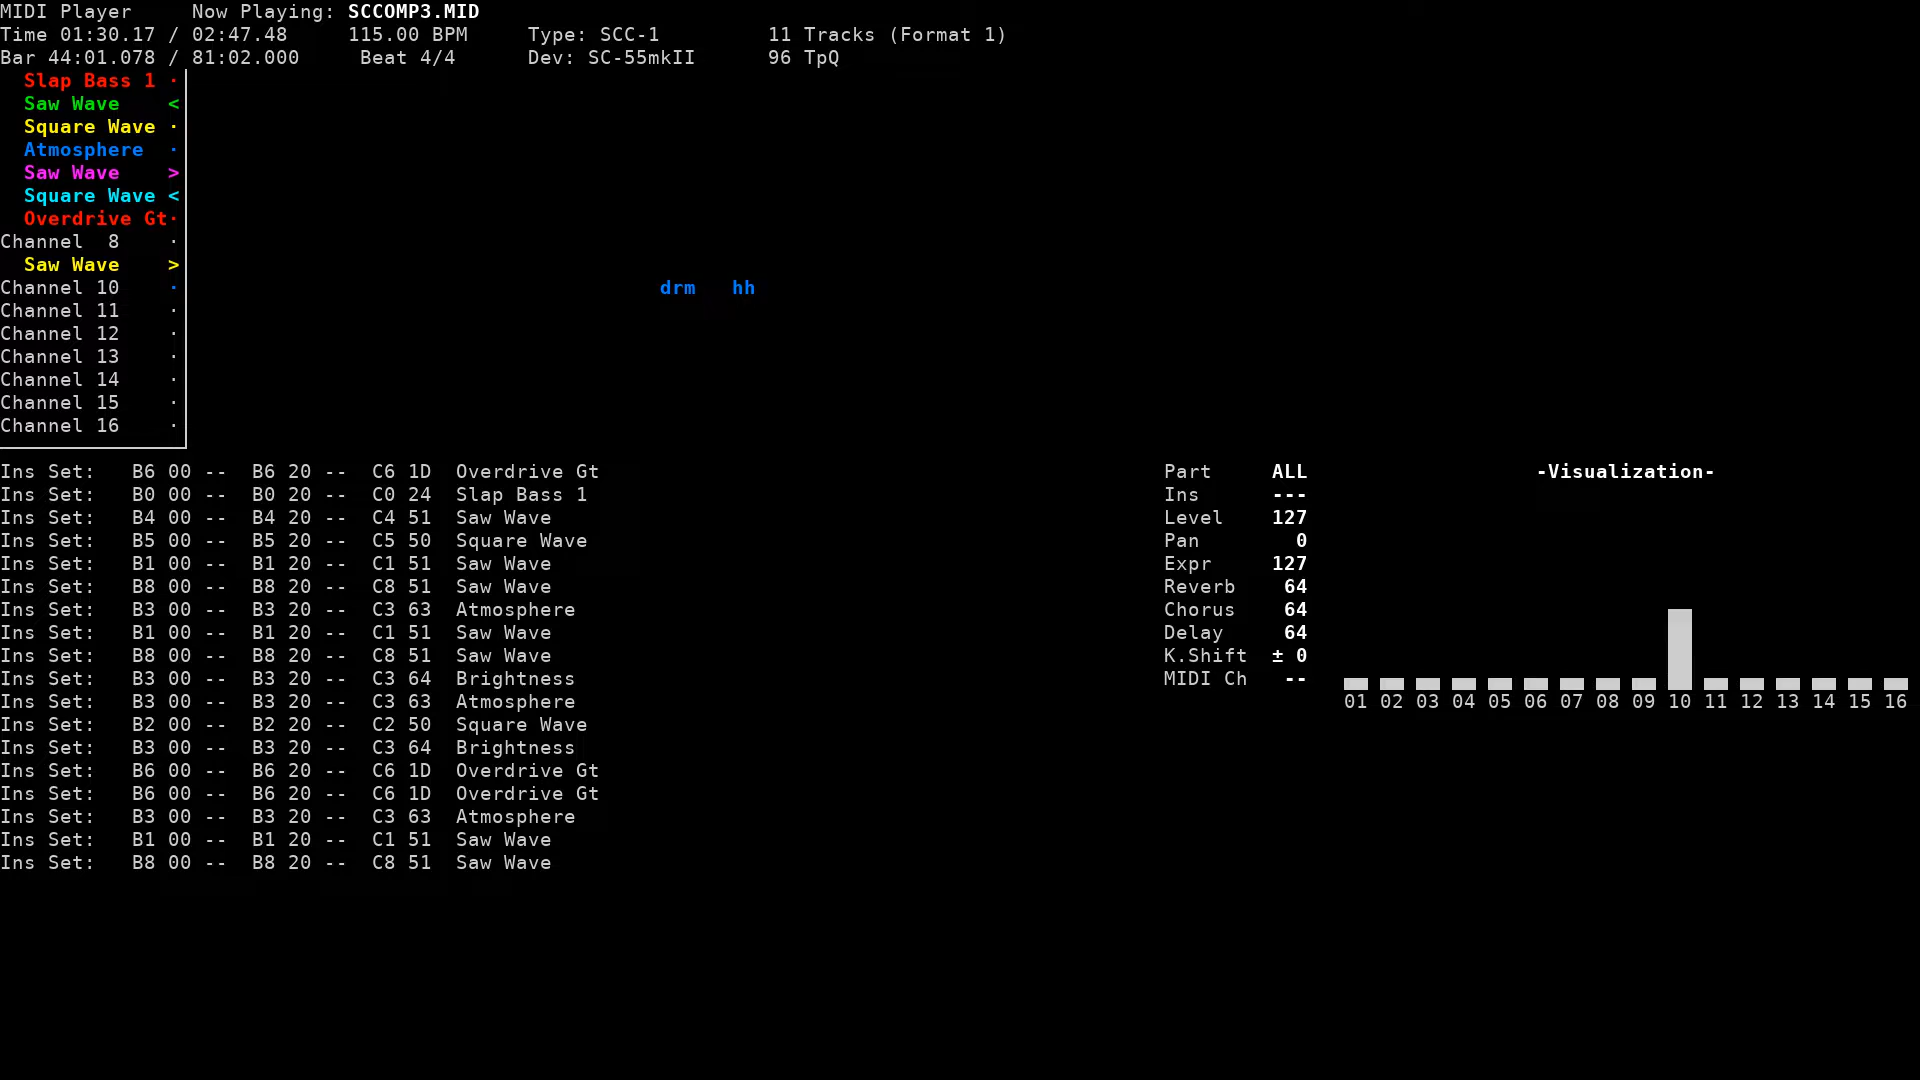 MIDI Player     Now Playing: SCCOMP3.MID
Time 01:30.17 / 02:47.48     115.00 BPM     Type: SCC-1         11 Tracks (Format 1)
Bar 44:01.078 / 81:02.000     Beat 4/4      Dev: SC-55mkII      96 TpQ
Slap Bass 1 ·
Saw Wave    <
Square Wave ·
Atmosphere  ·
Saw Wave    >
Square Wave <
Overdrive Gt·
Channel  8    ·
Saw Wave    >
Channel 10    ·     drm   hh
Channel 11    ·
Channel 12    ·
Channel 13    ·
Channel 14    ·
Channel 15    ·
Channel 16    ·
Ins Set:   B6 00 --  B6 20 --  C6 1D  Overdrive Gt
Ins Set:   B0 00 --  B0 20 --  C0 24  Slap Bass 1
Ins Set:   B4 00 --  B4 20 --  C4 51  Saw Wave
Ins Set:   B5 00 --  B5 20 --  C5 50  Square Wave
Ins Set:   B1 00 --  B1 20 --  C1 51  Saw Wave
Ins Set:   B8 00 --  B8 20 --  C8 51  Saw Wave
Ins Set:   B3 00 --  B3 20 --  C3 63  Atmosphere
Ins Set:   B1 00 --  B1 20 --  C1 51  Saw Wave
Ins Set:   B8 00 --  B8 20 --  C8 51  Saw Wave
Ins Set:   B3 00 --  B3 20 --  C3 64  Brightness
Ins Set:   B3 00 --  B3 20 --  C3 63  Atmosphere
Ins Set:   B2 00 --  B2 20 --  C2 50  Square Wave
Ins Set:   B3 00 --  B3 20 --  C3 64  Brightness
Ins Set:   B6 00 --  B6 20 --  C6 1D  Overdrive Gt
Ins Set:   B6 00 --  B6 20 --  C6 1D  Overdrive Gt
Ins Set:   B3 00 --  B3 20 --  C3 63  Atmosphere
Ins Set:   B1 00 --  B1 20 --  C1 51  Saw Wave
Ins Set:   B8 00 --  B8 20 --  C8 51  Saw Wave
Part     ALL
Ins      ---
Level    127
Pan        0
Expr     127
Reverb    64
Chorus    64
Delay     64
K.Shift  ± 0
MIDI Ch   --
-Visualization-
01 02 03 04 05 06 07 08 09 10 11 12 13 14 15 16